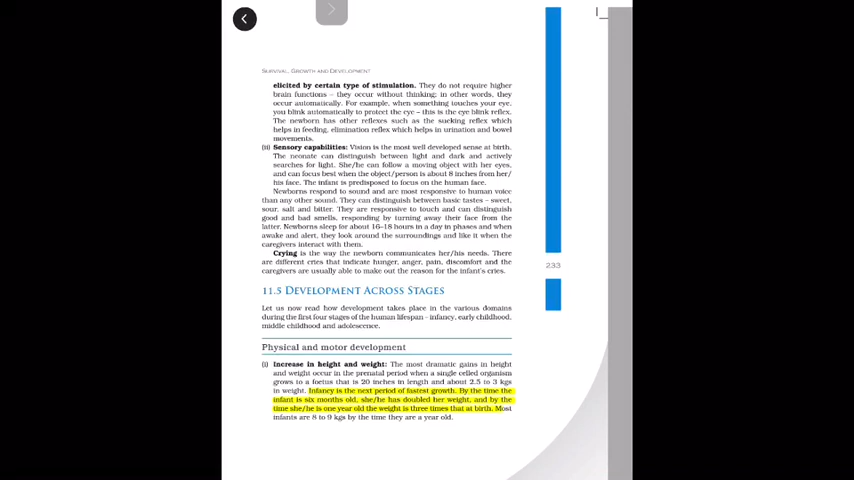 SURVIVAL, GROWTH AND DEVELOPMENT
elicited by certain type of stimulation. They do not require higher
brain functions – they occur without thinking; in other words, they
occur automatically. For example, when something touches your eye,
you blink automatically to protect the eye – this is the eye blink reflex.
The newborn has other reflexes such as the sucking reflex which
helps in feeding, elimination reflex which helps in urination and bowel
movements.
(ii) Sensory capabilities: Vision is the most well developed sense at birth.
The neonate can distinguish between light and dark and actively
searches for light. She/he can follow a moving object with her eyes,
and can focus best when the object/person is about 8 inches from her/
his face. The infant is predisposed to focus on the human face.
Newborns respond to sound and are most responsive to human voice
than any other sound. They can distinguish between basic tastes – sweet,
sour, salt and bitter. They are responsive to touch and can distinguish
good and bad smells, responding by turning away their face from the
latter. Newborns sleep for about 16–18 hours in a day in phases and when
awake and alert, they look around the surroundings and like it when the
caregivers interact with them.
Crying is the way the newborn communicates her/his needs. There
are different cries that indicate hunger, anger, pain, discomfort and the
caregivers are usually able to make out the reason for the infant's cries.
233
11.5 DEVELOPMENT ACROSS STAGES
Let us now read how development takes place in the various domains
during the first four stages of the human lifespan - infancy, early childhood,
middle childhood and adolescence.
Physical and motor development
(i) Increase in height and weight: The most dramatic gains in height
and weight occur in the prenatal period when a single celled organism
grows to a foetus that is 20 inches in length and about 2.5 to 3 kgs
in weight. Infancy is the next period of fastest growth. By the time the
infant is six months old, she/he has doubled her weight, and by the
time she/he is one year old the weight is three times that at birth. Most
infants are 8 to 9 kgs by the time they are a year old.